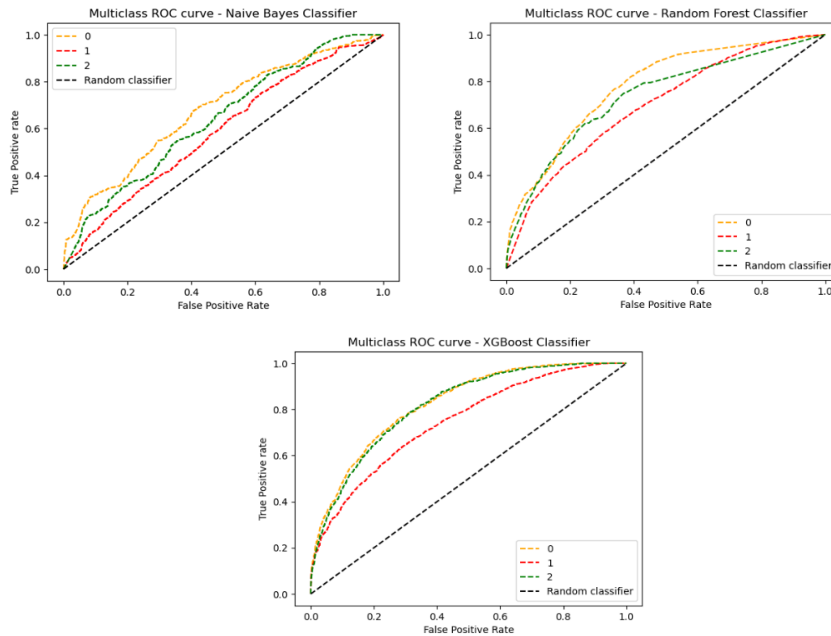 Multiclass ROC curve - Naive Bayes Classifier
1.0
0.8
0.6
0.4
0.2
0.0
True Positive rate
0
1
2
Random classifier
0.0 0.2 0.4 0.6 0.8 1.0
False Positive Rate
Multiclass ROC curve - Random Forest Classifier
1.0
0.8
0.6
0.4
0.2
0.0
True Positive rate
0
1
2
Random classifier
0.0 0.2 0.4 0.6 0.8 1.0
False Positive Rate
Multiclass ROC curve - XGBoost Classifier
1.0
0.8
0.6
0.4
0.2
0.0
True Positive rate
0
1
2
Random classifier
0.0 0.2 0.4 0.6 0.8 1.0
False Positive Rate